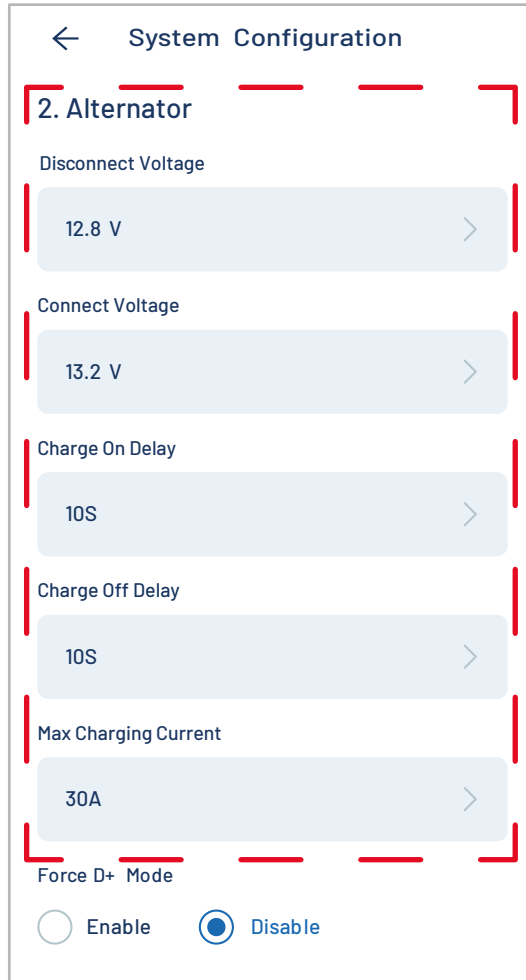 System Configuration
2. Alternator
Disconnect Voltage
12.8 V
Connect Voltage
13.2 V
Charge On Delay
10S
Charge Off Delay
10S
Max Charging Current
30A
Force D+ Mode
Enable Disable